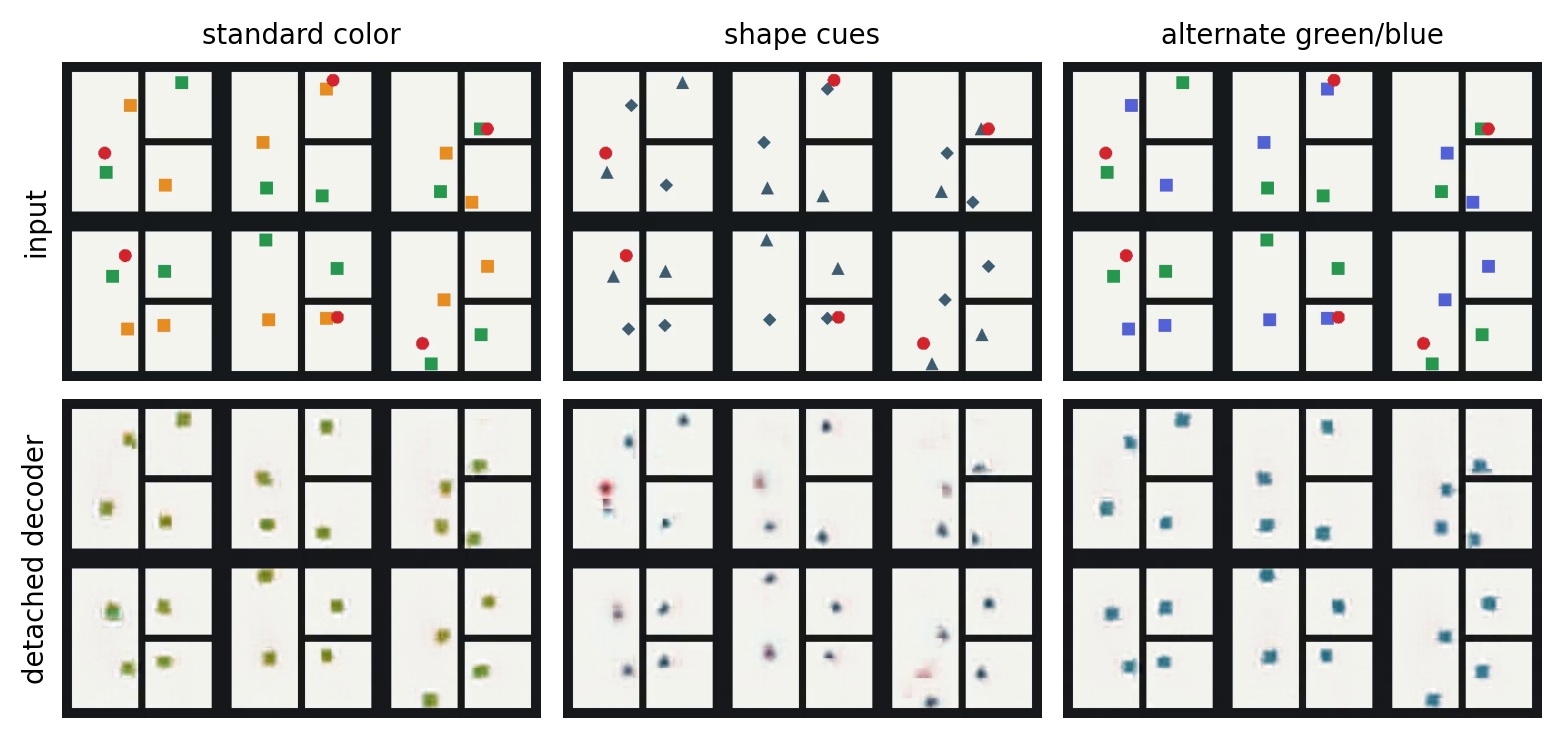 standard color
shape cues
alternate green/blue
input
detached decoder